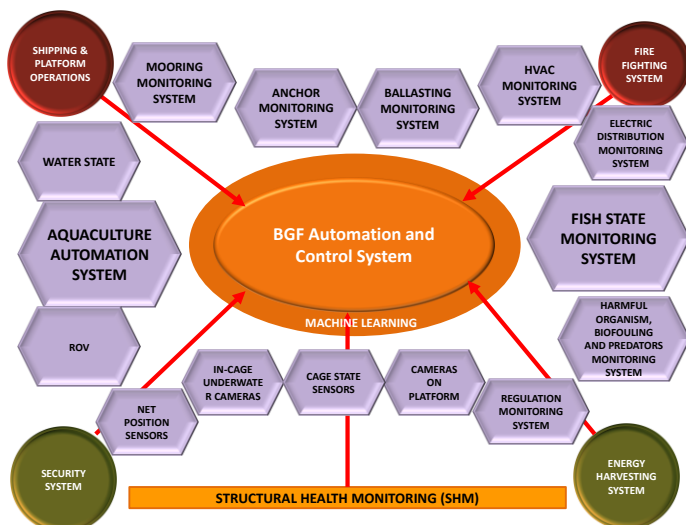 SHIPPING &
PLATFORM
OPERATIONS
MOORING
MONITORING
SYSTEM
ANCHOR
MONITORING
SYSTEM
BALLASTING
MONITORING
SYSTEM
HVAC
MONITORING
SYSTEM
FIRE
FIGHTING
SYSTEM
ELECTRIC
DISTRIBUTION
MONITORING
SYSTEM
WATER STATE
AQUACULTURE
AUTOMATION
SYSTEM
BGF Automation and
Control System
MACHINE LEARNING
FISH STATE
MONITORING
SYSTEM
ROV
HARMFUL
ORGANISM,
BIOFOULING
AND PREDATORS
MONITORING
SYSTEM
NET
POSITION
SENSORS
IN-CAGE
UNDERWATE
R CAMERAS
CAGE STATE
SENSORS
CAMERAS
ON
PLATFORM
REGULATION
MONITORING
SYSTEM
SECURITY
SYSTEM
ENERGY
HARVESTING
SYSTEM
STRUCTURAL HEALTH MONITORING (SHM)